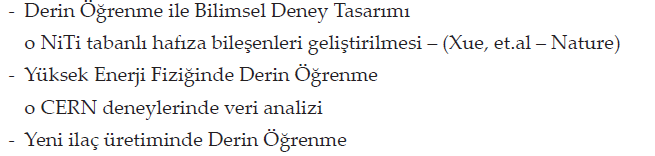 - Derin Öğrenme ile Bilimsel Deney Tasarımı
o NiTi tabanlı hafıza bileşenleri geliştirilmesi – (Xue, et.al – Nature)
- Yüksek Enerji Fiziğinde Derin Öğrenme
o CERN deneylerinde veri analizi
- Yeni ilaç üretiminde Derin Öğrenme